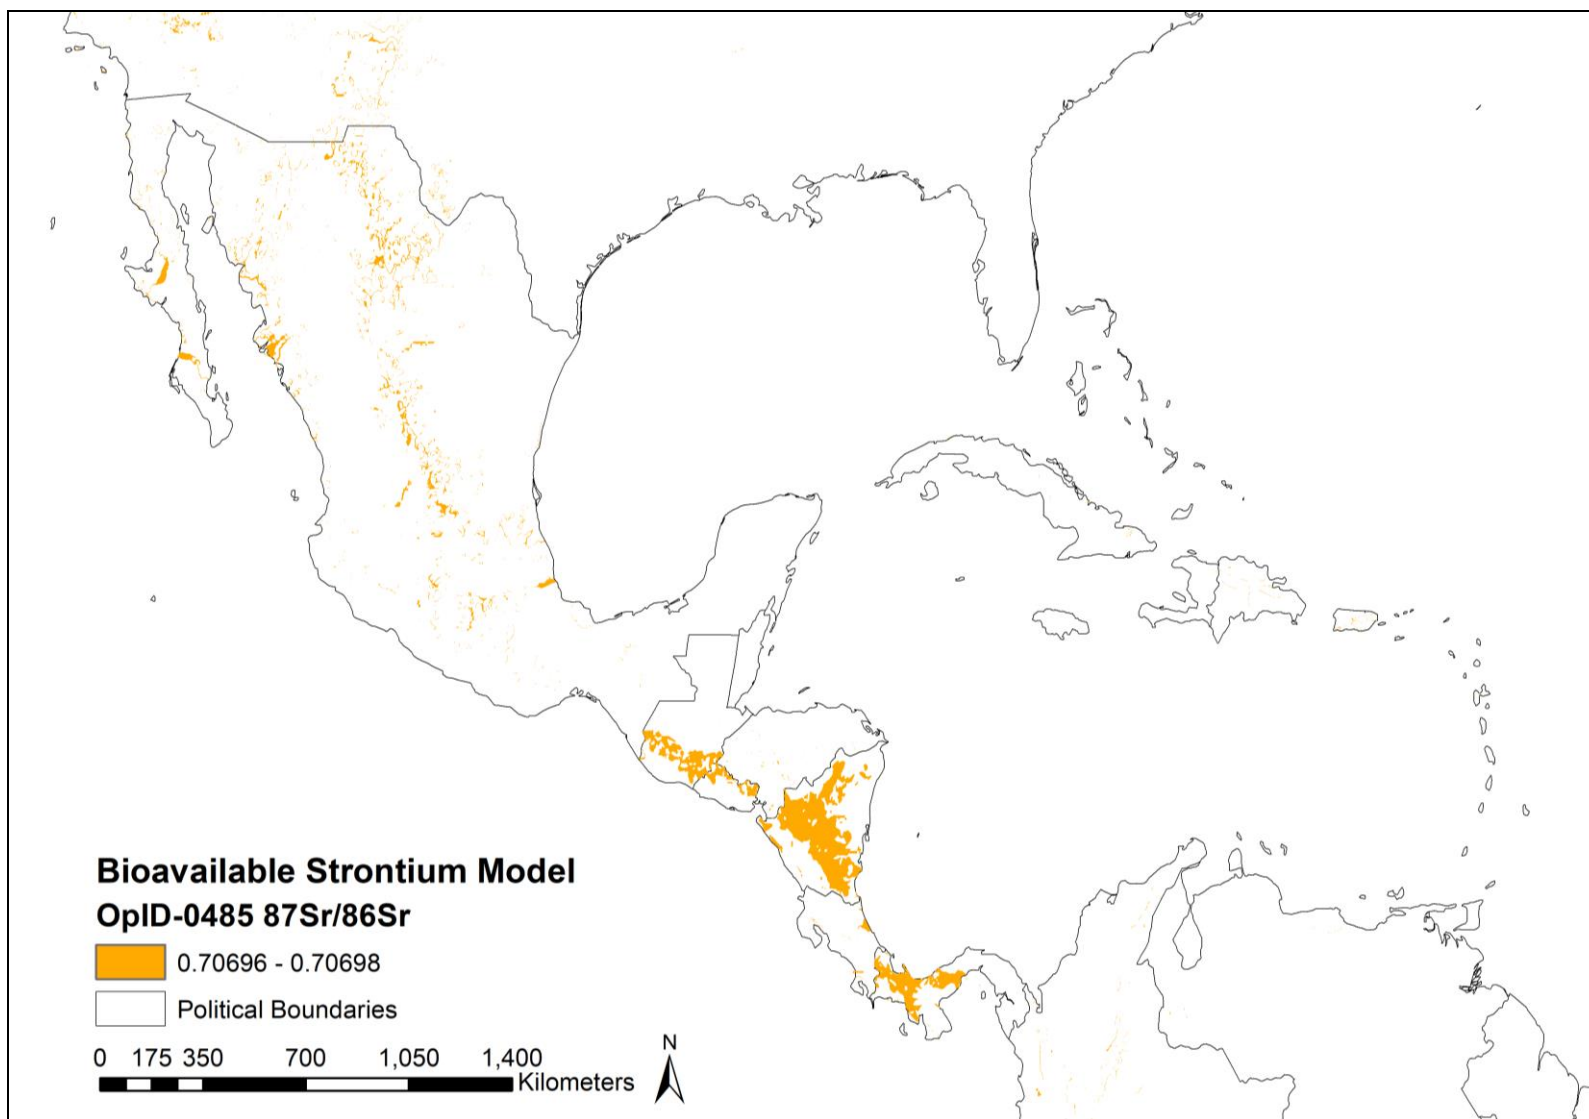 Bioavailable Strontium Model
OpID-0485 87Sr/86Sr
0.70696 - 0.70698
Political Boundaries
0 175 350 700 1,050 1,400
Kilometers
N